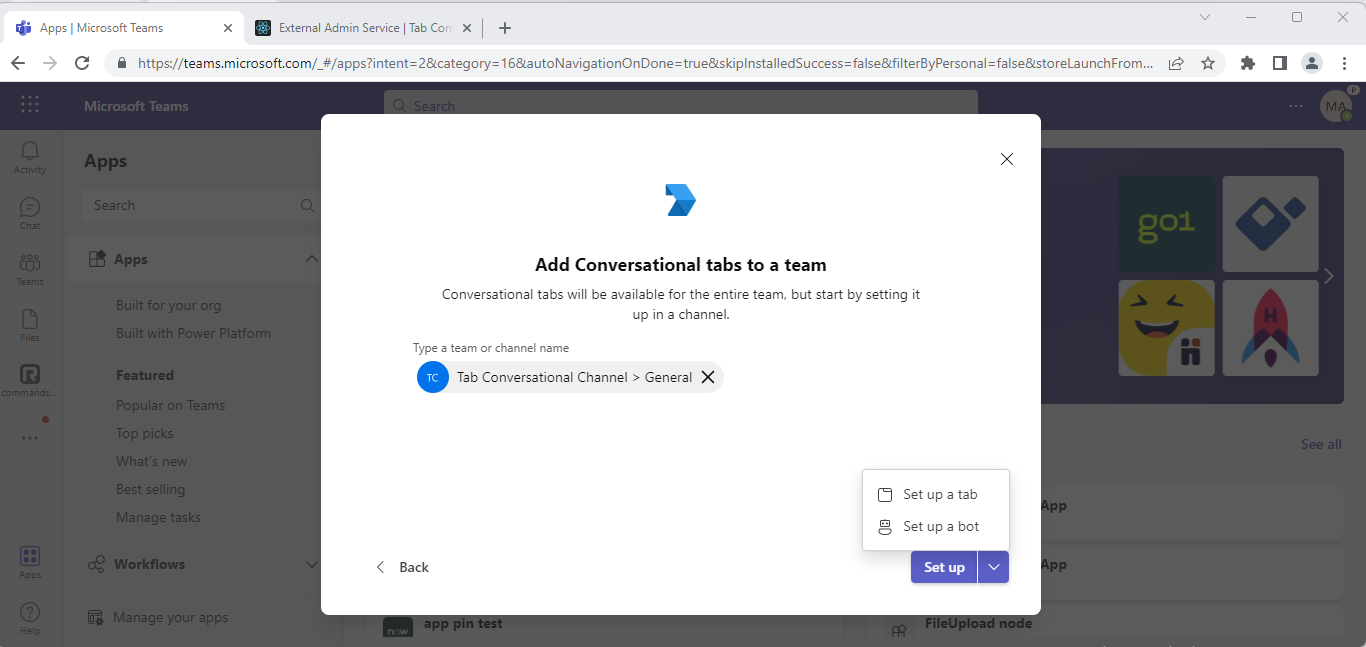 Apps | Microsoft Teams
External Admin Service | Tab Con
https://teams.microsoft.com/_#/apps?intent=2&category=16&autoNavigationOnDone=true&skipInstalledSuccess=false&filterByPersonal=false&storeLaunchFrom...
Microsoft Teams
Search
MA
P
Activity
Chat
Teams
Files
commands...
Apps
Help
Apps
Search
Apps
Built for your org
Built with Power Platform
Featured
Popular on Teams
Top picks
What's new
Best selling
Manage tasks
Workflows
Manage your apps
Add Conversational tabs to a team
Conversational tabs will be available for the entire team, but start by setting it
up in a channel.
Type a team or channel name
TC
Tab Conversational Channel > General
Set up a tab
Set up a bot
Back
Set up
go1
H
See all
App
App
now
app pin test
FileUpload node